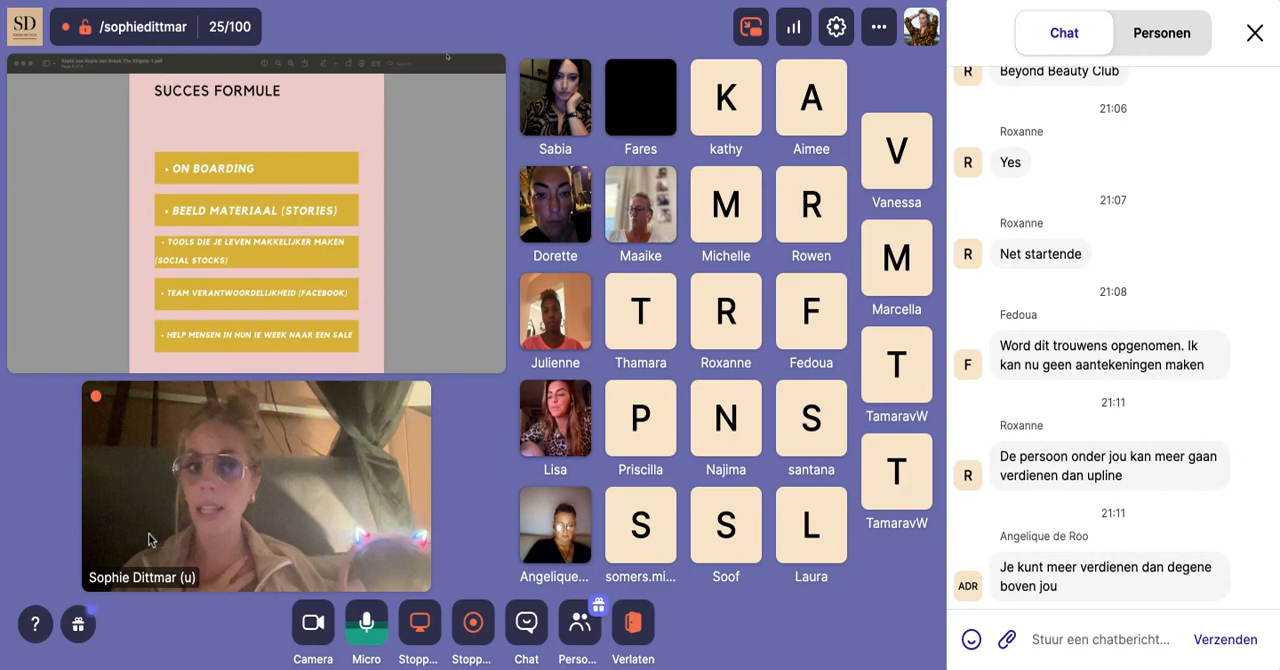 SD
/sophiedittmar
25/100
SUCCES FORMULE
• ON BOARDING
• BEELD MATERIAAL (STORIES)
• TOOLS DIE JE LEVEN MAKKELIJKER MAKEN
(SOCIAL STOCKS)
• TEAM VERANTWOORDELIJKHEID (FACEBOOK)
• HELP MENSEN IN HUN 1E WEEK NAAR EEN SALE
Sophie Dittmar (u)
Sabia
Fares
K
kathy
A
Aimee
Dorette
Maaike
M
Michelle
R
Rowen
Julienne
T
Thamara
R
Roxanne
F
Fedoua
Lisa
P
Priscilla
N
Najima
S
santana
Angelique...
S
somers.mi...
S
Soof
L
Laura
V
Vanessa
M
Marcella
T
TamaravW
T
TamaravW
?
Camera
Micro
Stopp...
Stopp...
Chat
Perso...
Verlaten
Chat
Personen
R
Beyond Beauty Club
21:06
Roxanne
R
Yes
21:07
Roxanne
R
Net startende
21:08
Fedoua
F
Word dit trouwens opgenomen. Ik
kan nu geen aantekeningen maken
21:11
Roxanne
R
De persoon onder jou kan meer gaan
verdienen dan upline
21:11
Angelique de Roo
ADR
Je kunt meer verdienen dan degene
boven jou
Stuur een chatbericht...
Verzenden